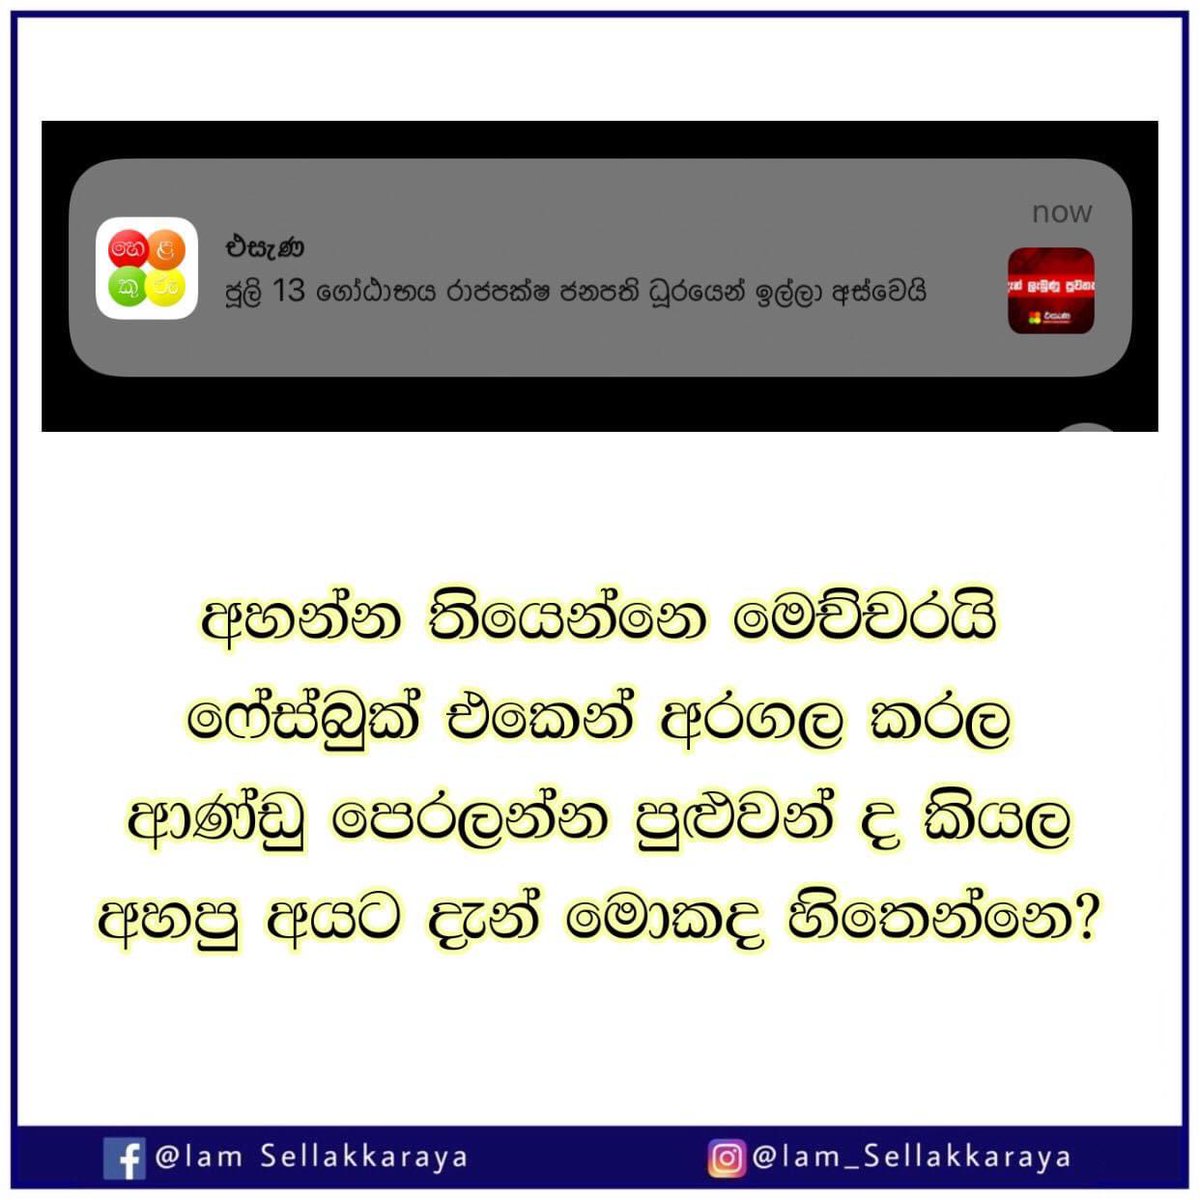 now
හෙළ
කුරු
එසැණ
ජූලි 13 ගෝඨාභය රාජපක්ෂ ජනපති ධූරයෙන් ඉල්ලා අස්වෙයි
ලැබුණු
එසැණ
අහන්න තියෙන්නෙ මෙච්චරයි
ෆේස්බුක් එකෙන් අරගල කරල
ආණ්ඩු පෙරලන්න පුළුවන් ද කියල
අහපු අයට දැන් මොකද හිතෙන්නෙ?
@Iam Sellakkaraya
@Iam_Sellakkaraya